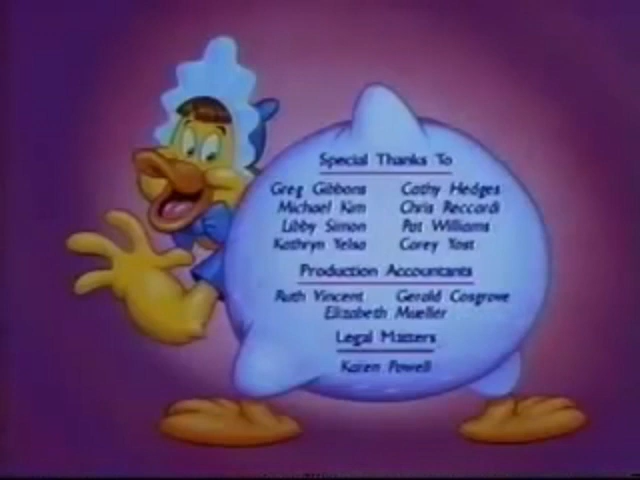 Special Thanks To
Greg Gibbons Cathy Hedges
Michael Kim Chris Reccardi
Libby Simon Pat Williams
Kathryn Yelsa Corey Yost
Production Accountants
Ruth Vincent Gerald Cosgrove
Elizabeth Mueller
Legal Matters
Karen Powell